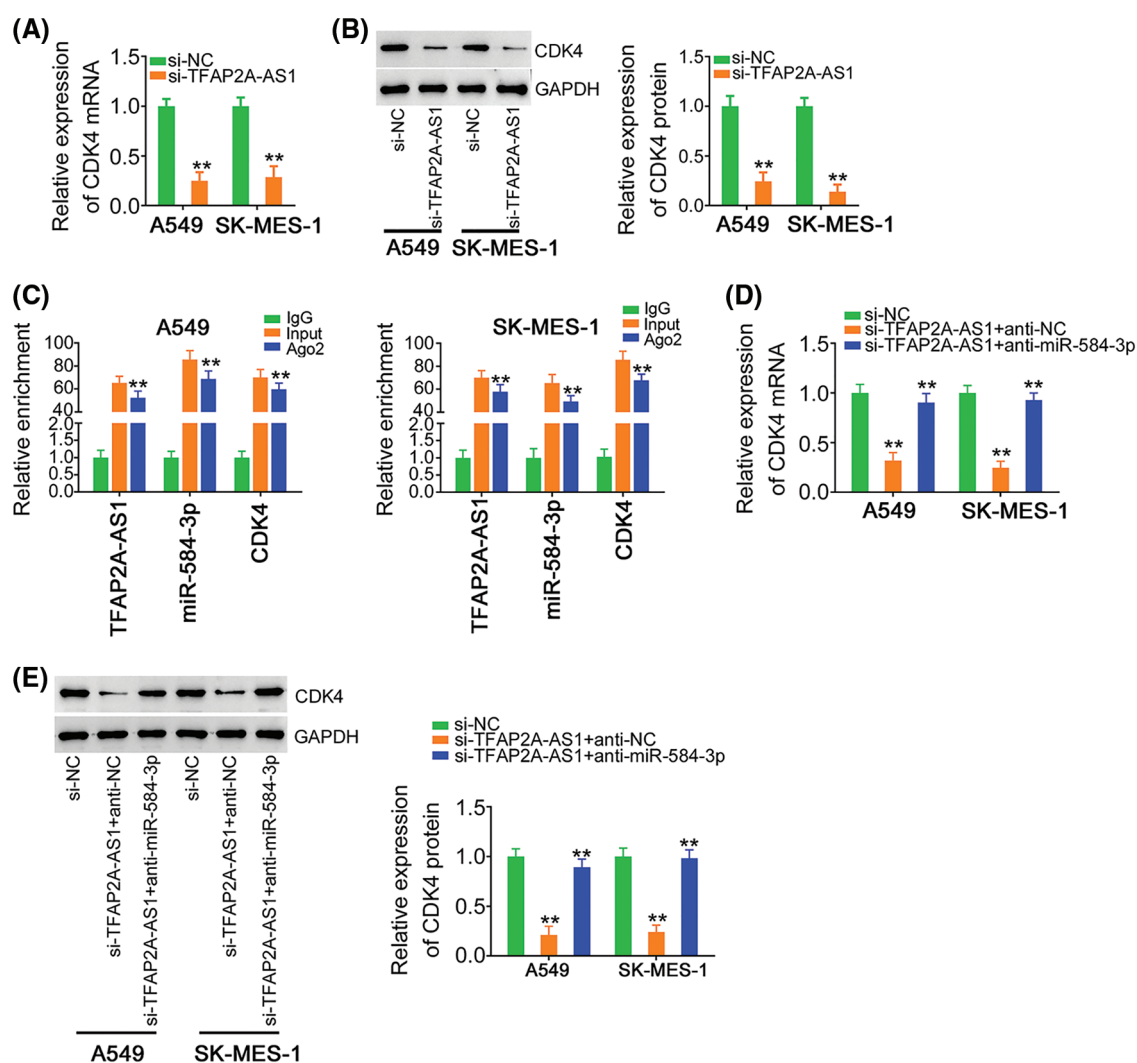 (A)
si-NC
si-TFAP2A-AS1
Relative expression
of CDK4 mRNA
1.5
1.0
0.5
0.0
**
**
A549
SK-MES-1
(B)
CDK4
GAPDH
si-NC
si-TFAP2A-AS1
si-NC
si-TFAP2A-AS1
A549
SK-MES-1
si-NC
si-TFAP2A-AS1
Relative expression
of CDK4 protein
1.5
1.0
0.5
0.0
**
**
A549
SK-MES-1
(C)
A549
IgG
Input
Ago2
Relative enrichment
100
80
60
40
2.0
1.5
1.0
0.5
0.0
**
**
**
TFAP2A-AS1
miR-584-3p
CDK4
SK-MES-1
IgG
Input
Ago2
Relative enrichment
100
80
60
40
2.0
1.5
1.0
0.5
0.0
**
**
**
TFAP2A-AS1
miR-584-3p
CDK4
(D)
si-NC
si-TFAP2A-AS1+anti-NC
si-TFAP2A-AS1+anti-miR-584-3p
Relative expression
of CDK4 mRNA
1.5
1.0
0.5
0.0
**
**
**
**
A549
SK-MES-1
(E)
CDK4
GAPDH
si-NC
si-TFAP2A-AS1+anti-NC
si-TFAP2A-AS1+anti-miR-584-3p
si-NC
si-TFAP2A-AS1+anti-NC
si-TFAP2A-AS1+anti-miR-584-3p
A549
SK-MES-1
si-NC
si-TFAP2A-AS1+anti-NC
si-TFAP2A-AS1+anti-miR-584-3p
Relative expression
of CDK4 protein
1.5
1.0
0.5
0.0
**
**
**
**
A549
SK-MES-1